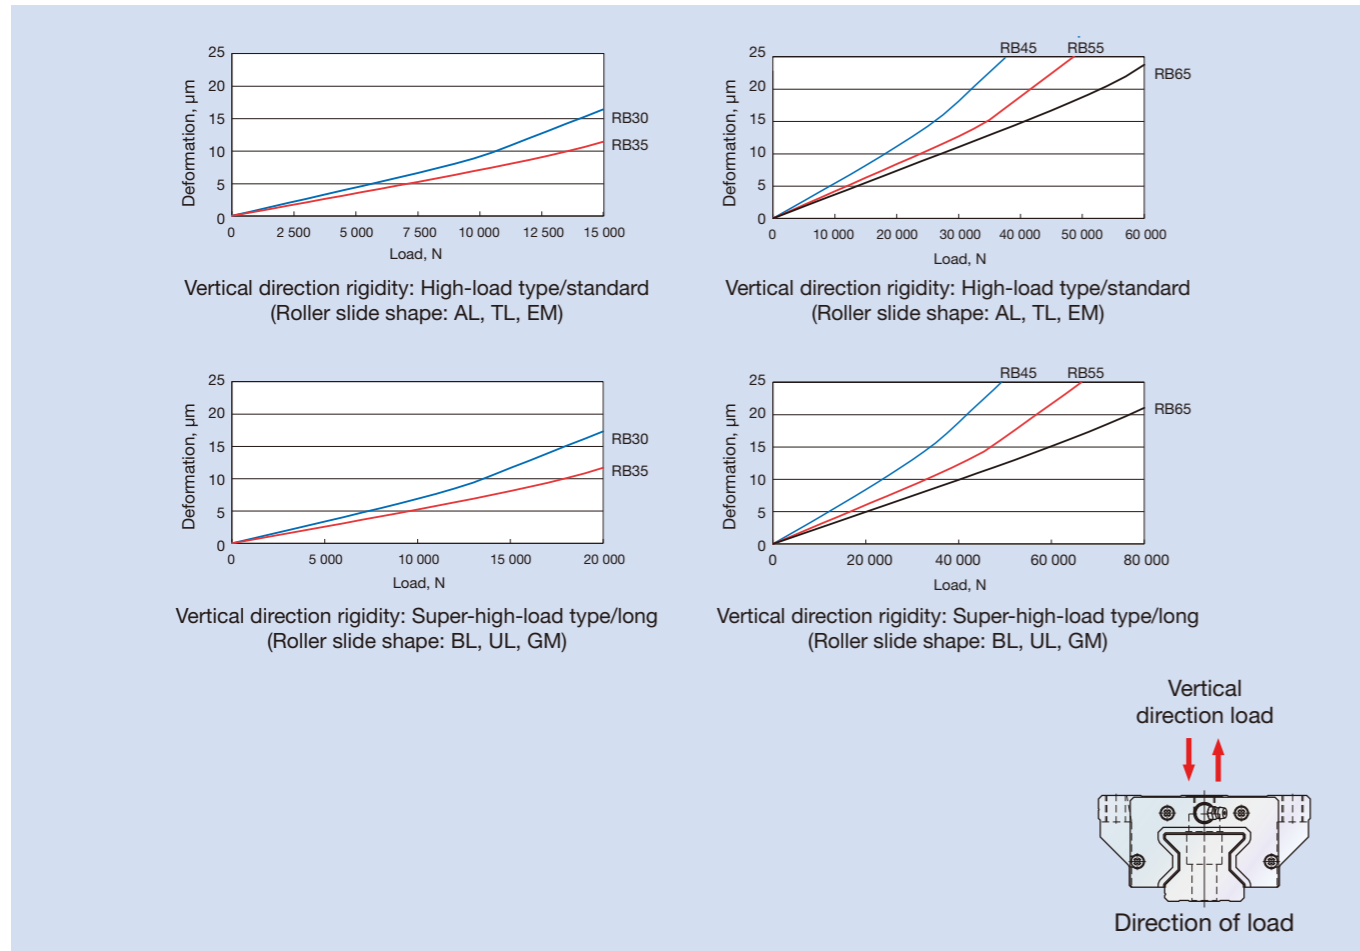 25
20
15
10
5
0
Deformation, µm
RB30
RB35
0 2 500 5 000 7 500 10 000 12 500 15 000
Load, N
Vertical direction rigidity: High-load type/standard
(Roller slide shape: AL, TL, EM)
RB45 RB55
RB65
25
20
15
10
5
0
Deformation, µm
0 10 000 20 000 30 000 40 000 50 000 60 000
Load, N
Vertical direction rigidity: High-load type/standard
(Roller slide shape: AL, TL, EM)
25
20
15
10
5
0
Deformation, µm
RB30
RB35
0 5 000 10 000 15 000 20 000
Load, N
Vertical direction rigidity: Super-high-load type/long
(Roller slide shape: BL, UL, GM)
RB45 RB55
RB65
25
20
15
10
5
0
Deformation, µm
0 20 000 40 000 60 000 80 000
Load, N
Vertical direction rigidity: Super-high-load type/long
(Roller slide shape: BL, UL, GM)
Vertical
direction load
Direction of load